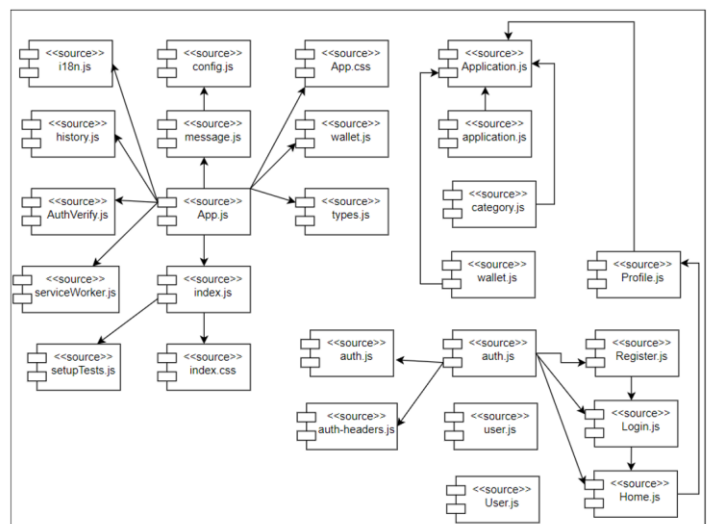 <<source>>
i18n.js
<<source>>
config.js
<<source>>
App.css
<<source>>
Application.js
<<source>>
history.js
<<source>>
message.js
<<source>>
wallet.js
<<source>>
application.js
<<source>>
AuthVerify.js
<<source>>
App.js
<<source>>
types.js
<<source>>
category.js
<<source>>
serviceWorker.js
<<source>>
index.js
<<source>>
wallet.js
<<source>>
Profile.js
<<source>>
setupTests.js
<<source>>
index.css
<<source>>
auth.js
<<source>>
auth.js
<<source>>
Register.js
<<source>>
auth-headers.js
<<source>>
user.js
<<source>>
Login.js
<<source>>
User.js
<<source>>
Home.js